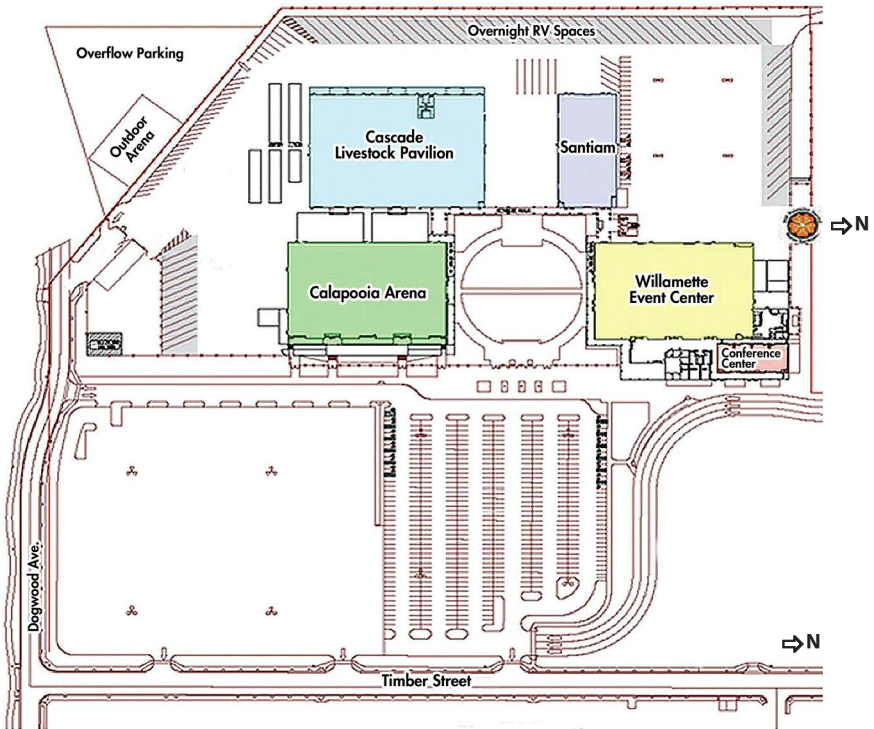 Overnight RV Spaces
Overflow Parking
Outdoor
Arena
Cascade
Livestock Pavilion
Santiam
N
Calapooia Arena
Willamette
Event Center
Conference
Center
Dogwood Ave.
N
Timber Street